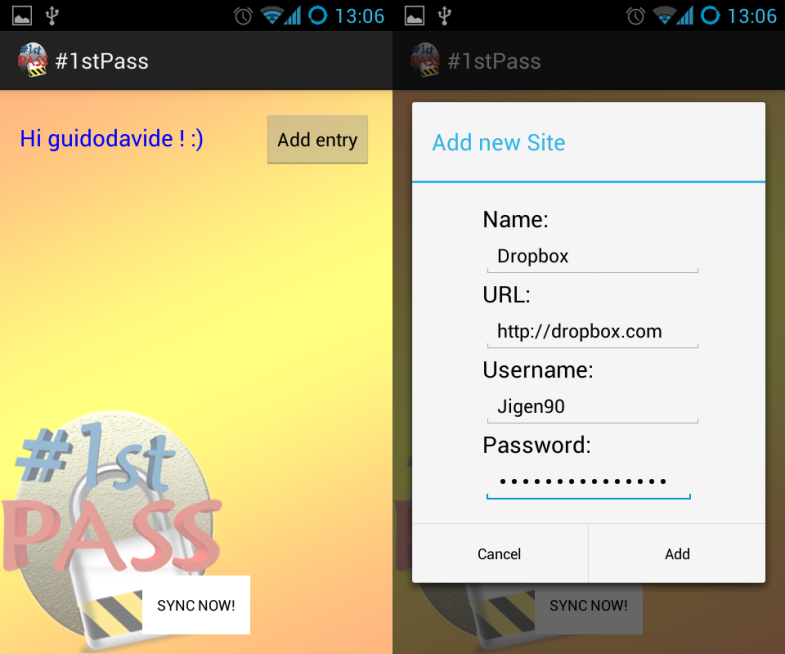 13:06
#1stPass
Hi guidodavide ! :)
Add entry
#1st
PASS
SYNC NOW!
13:06
#1stPass
Add new Site
Name:
Dropbox
URL:
http://dropbox.com
Username:
Jigen90
Password:
•••••••••••••••
Cancel
Add
SYNC NOW!